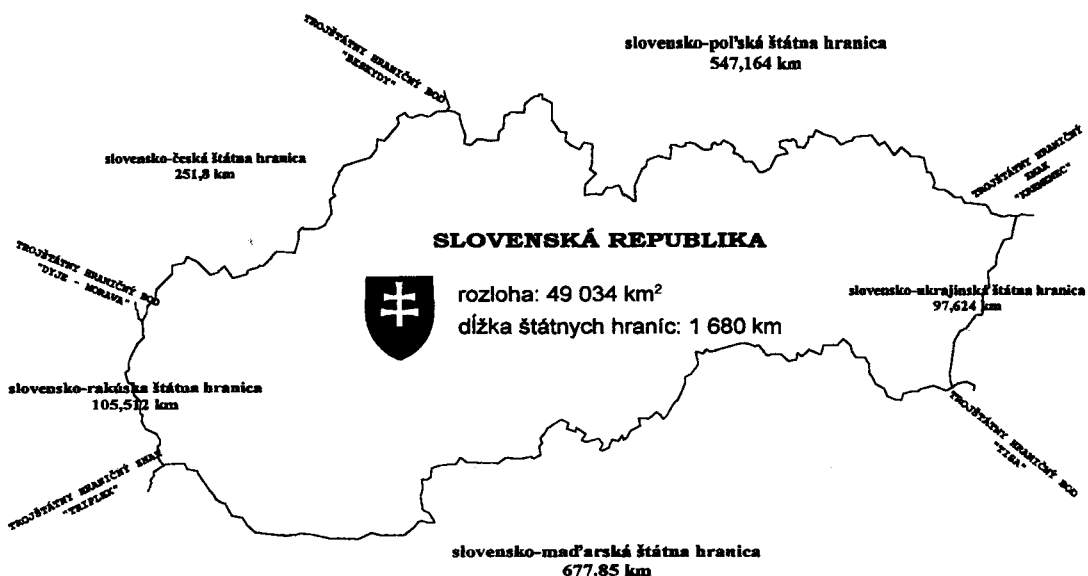 slovensko-poľská štátna hranica
547,164 km
TROJŠTÁTNY HRANIČNÝ BOD
"BESKYDY"
slovensko-česká štátna hranica
251,8 km
TROJŠTÁTNY HRANIČNÝ
ZNAK
"KREMENEC"
SLOVENSKÁ REPUBLIKA
TROJŠTÁTNY HRANIČNÝ BOD
"DYJE - MORAVA"
rozloha: 49 034 km²
dĺžka štátnych hraníc: 1 680 km
slovensko-ukrajinská štátna hranica
97,624 km
slovensko-rakúska štátna hranica
105,512 km
TROJŠTÁTNY HRANIČNÝ BOD
"TISA"
TROJŠTÁTNY HRANIČNÝ ZNAK
"TRIPLEX"
slovensko-maďarská štátna hranica
677,85 km